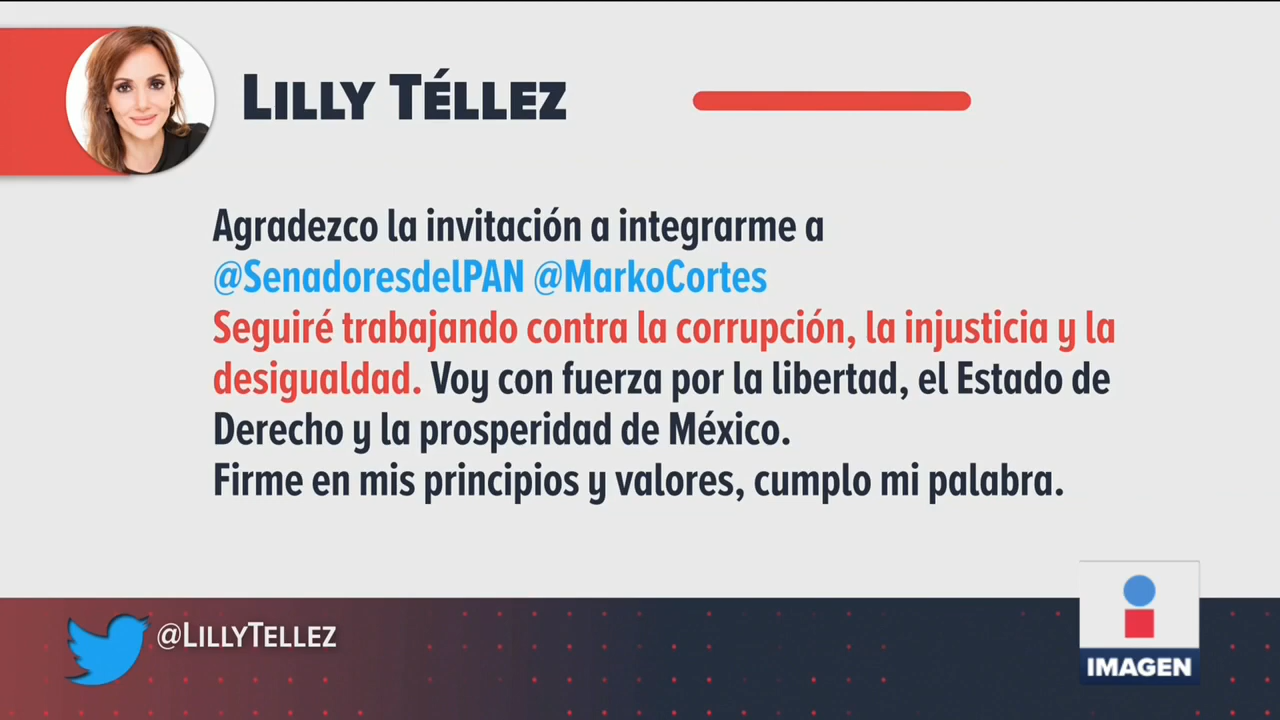 LILLY TÉLLEZ
Agradezco la invitación a integrarme a
@SenadoresdelPAN @MarkoCortes
Seguiré trabajando contra la corrupción, la injusticia y la
desigualdad. Voy con fuerza por la libertad, el Estado de
Derecho y la prosperidad de México.
Firme en mis principios y valores, cumplo mi palabra.
@LILLYTELLEZ
IMAGEN